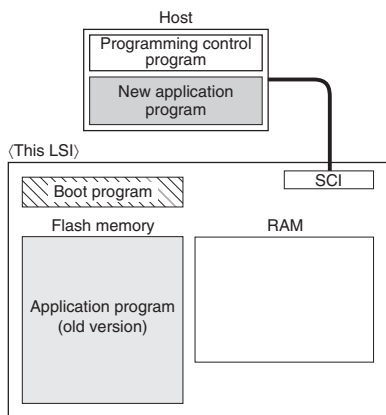 Host
Programming control
program
New application
program
〈This LSI〉
SCI
Boot program
Flash memory
RAM
Application program
(old version)